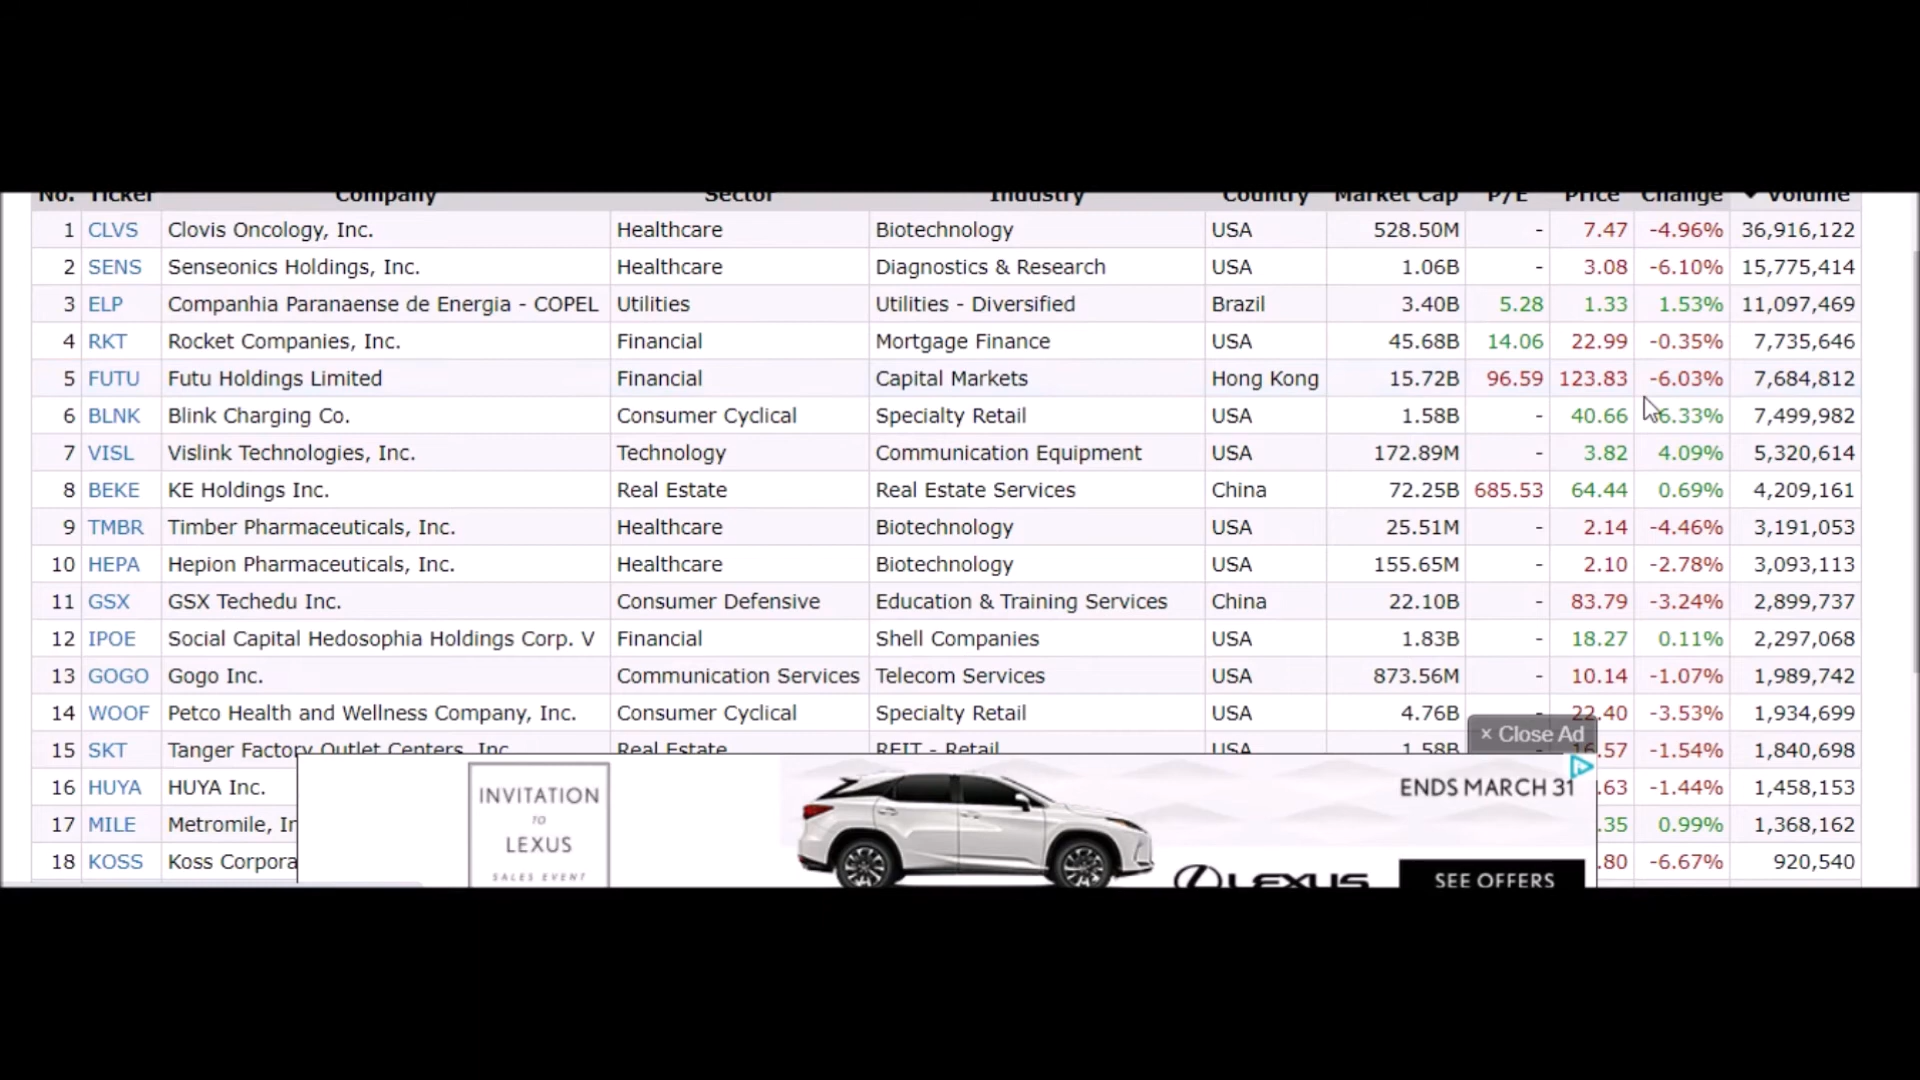 No. Ticker Company Sector Industry Country Market Cap P/E Price Change Volume
1 CLVS Clovis Oncology, Inc. Healthcare Biotechnology USA 528.50M - 7.47 -4.96% 36,916,122
2 SENS Senseonics Holdings, Inc. Healthcare Diagnostics & Research USA 1.06B - 3.08 -6.10% 15,775,414
3 ELP Companhia Paranaense de Energia - COPEL Utilities Utilities - Diversified Brazil 3.40B 5.28 1.33 1.53% 11,097,469
4 RKT Rocket Companies, Inc. Financial Mortgage Finance USA 45.68B 14.06 22.99 -0.35% 7,735,646
5 FUTU Futu Holdings Limited Financial Capital Markets Hong Kong 15.72B 96.59 123.83 -6.03% 7,684,812
6 BLNK Blink Charging Co. Consumer Cyclical Specialty Retail USA 1.58B - 40.66 6.33% 7,499,982
7 VISL Vislink Technologies, Inc. Technology Communication Equipment USA 172.89M - 3.82 4.09% 5,320,614
8 BEKE KE Holdings Inc. Real Estate Real Estate Services China 72.25B 685.53 64.44 0.69% 4,209,161
9 TMBR Timber Pharmaceuticals, Inc. Healthcare Biotechnology USA 25.51M - 2.14 -4.46% 3,191,053
10 HEPA Hepion Pharmaceuticals, Inc. Healthcare Biotechnology USA 155.65M - 2.10 -2.78% 3,093,113
11 GSX GSX Techedu Inc. Consumer Defensive Education & Training Services China 22.10B - 83.79 -3.24% 2,899,737
12 IPOE Social Capital Hedosophia Holdings Corp. V Financial Shell Companies USA 1.83B - 18.27 0.11% 2,297,068
13 GOGO Gogo Inc. Communication Services Telecom Services USA 873.56M - 10.14 -1.07% 1,989,742
14 WOOF Petco Health and Wellness Company, Inc. Consumer Cyclical Specialty Retail USA 4.76B - 22.40 -3.53% 1,934,699
× Close Ad
15 SKT Tanger Factory Outlet Centers, Inc. Real Estate REIT - Retail USA 1.58B 16.57 -1.54% 1,840,698
16 HUYA HUYA Inc. .63 -1.44% 1,458,153
17 MILE Metromile, In .35 0.99% 1,368,162
18 KOSS Koss Corpora .80 -6.67% 920,540
INVITATION
TO
LEXUS
SALES EVENT
ENDS MARCH 31
LEXUS
SEE OFFERS